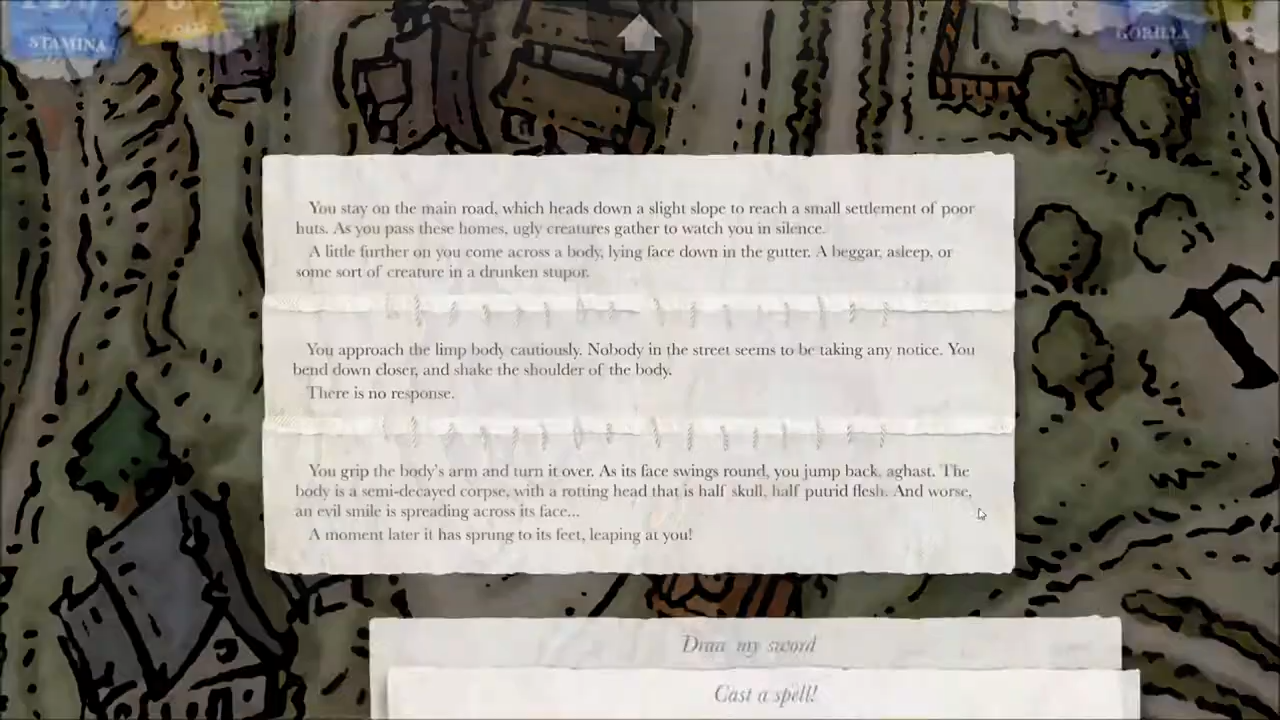 STAMINA
GORILLA
You stay on the main road, which heads down a slight slope to reach a small settlement of poor
huts. As you pass these homes, ugly creatures gather to watch you in silence.
A little further on you come across a body, lying face down in the gutter. A beggar, asleep, or
some sort of creature in a drunken stupor.
You approach the limp body cautiously. Nobody in the street seems to be taking any notice. You
bend down closer, and shake the shoulder of the body.
There is no response.
You grip the body's arm and turn it over. As its face swings round, you jump back, aghast. The
body is a semi-decayed corpse, with a rotting head that is half skull, half putrid flesh. And worse,
an evil smile is spreading across its face...
A moment later it has sprung to its feet, leaping at you!
Draw my sword
Cast a spell!